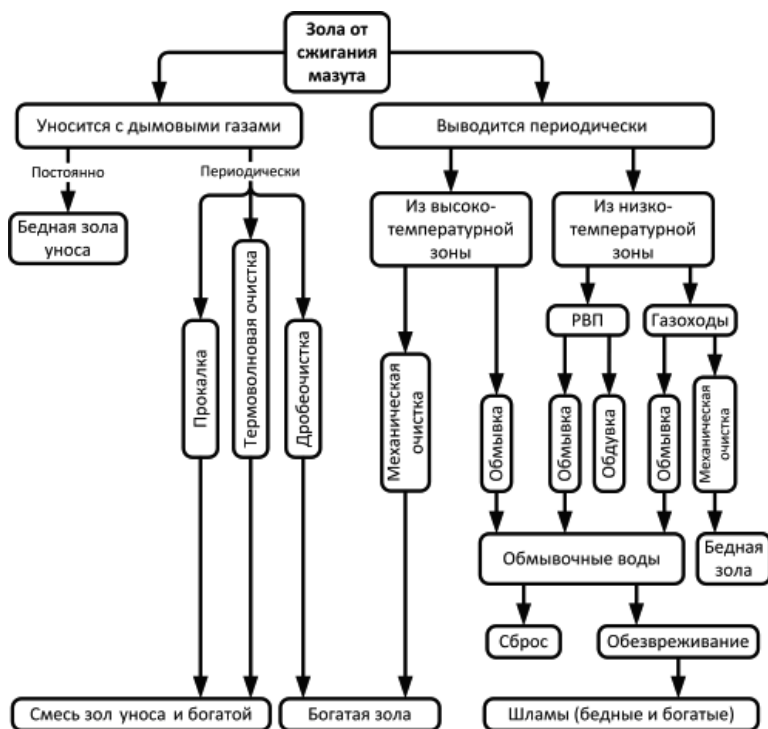 Зола от
сжигания
мазута
Уносится с дымовыми газами
Выводится периодически
Постоянно
Периодически
Бедная зола
уноса
Из высоко-
температурной
зоны
Из низко-
температурной
зоны
РВП
Газоходы
Прокалка
Термоволновая очистка
Дробеочистка
Механическая
очистка
Обмывка
Обмывка
Обдувка
Обмывка
Механическая
очистка
Обмывочные воды
Бедная
зола
Сброс
Обезвреживание
Смесь зол уноса и богатой
Богатая зола
Шламы (бедные и богатые)